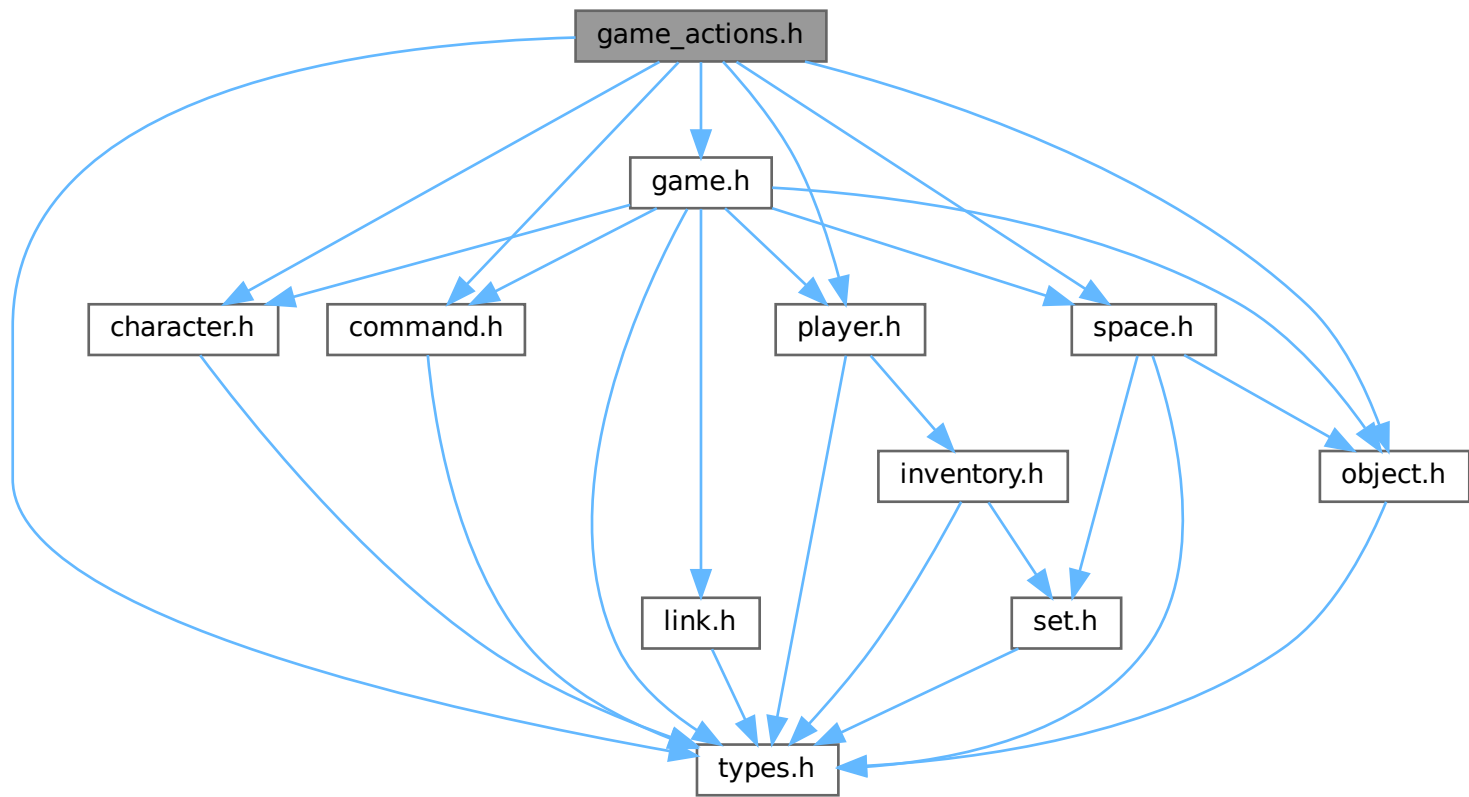 game_actions.h
game.h
character.h
command.h
player.h
space.h
inventory.h
object.h
link.h
set.h
types.h